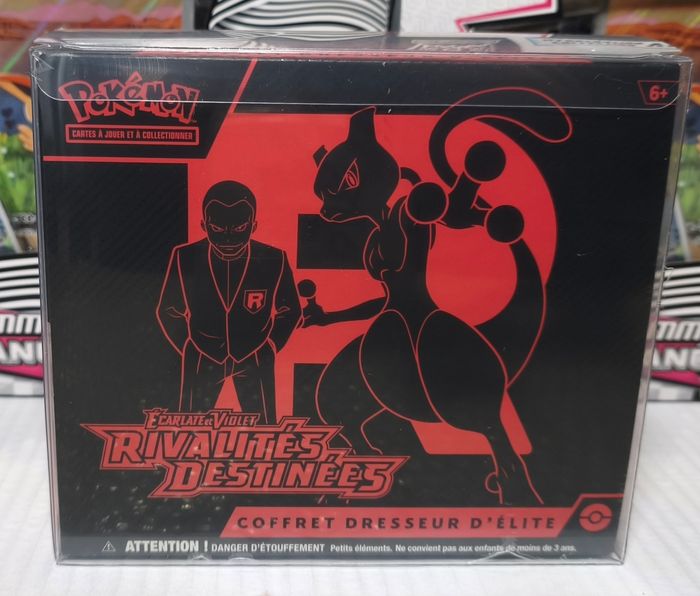 POKÉMON
CARTES À JOUER ET À COLLECTIONNER
6+
R
ÉCARLATE ET VIOLET
RIVALITÉS
DESTINÉES
COFFRET DRESSEUR D'ÉLITE
ATTENTION ! DANGER D'ÉTOUFFEMENT Petits éléments. Ne convient pas aux enfants de moins de 3 ans.